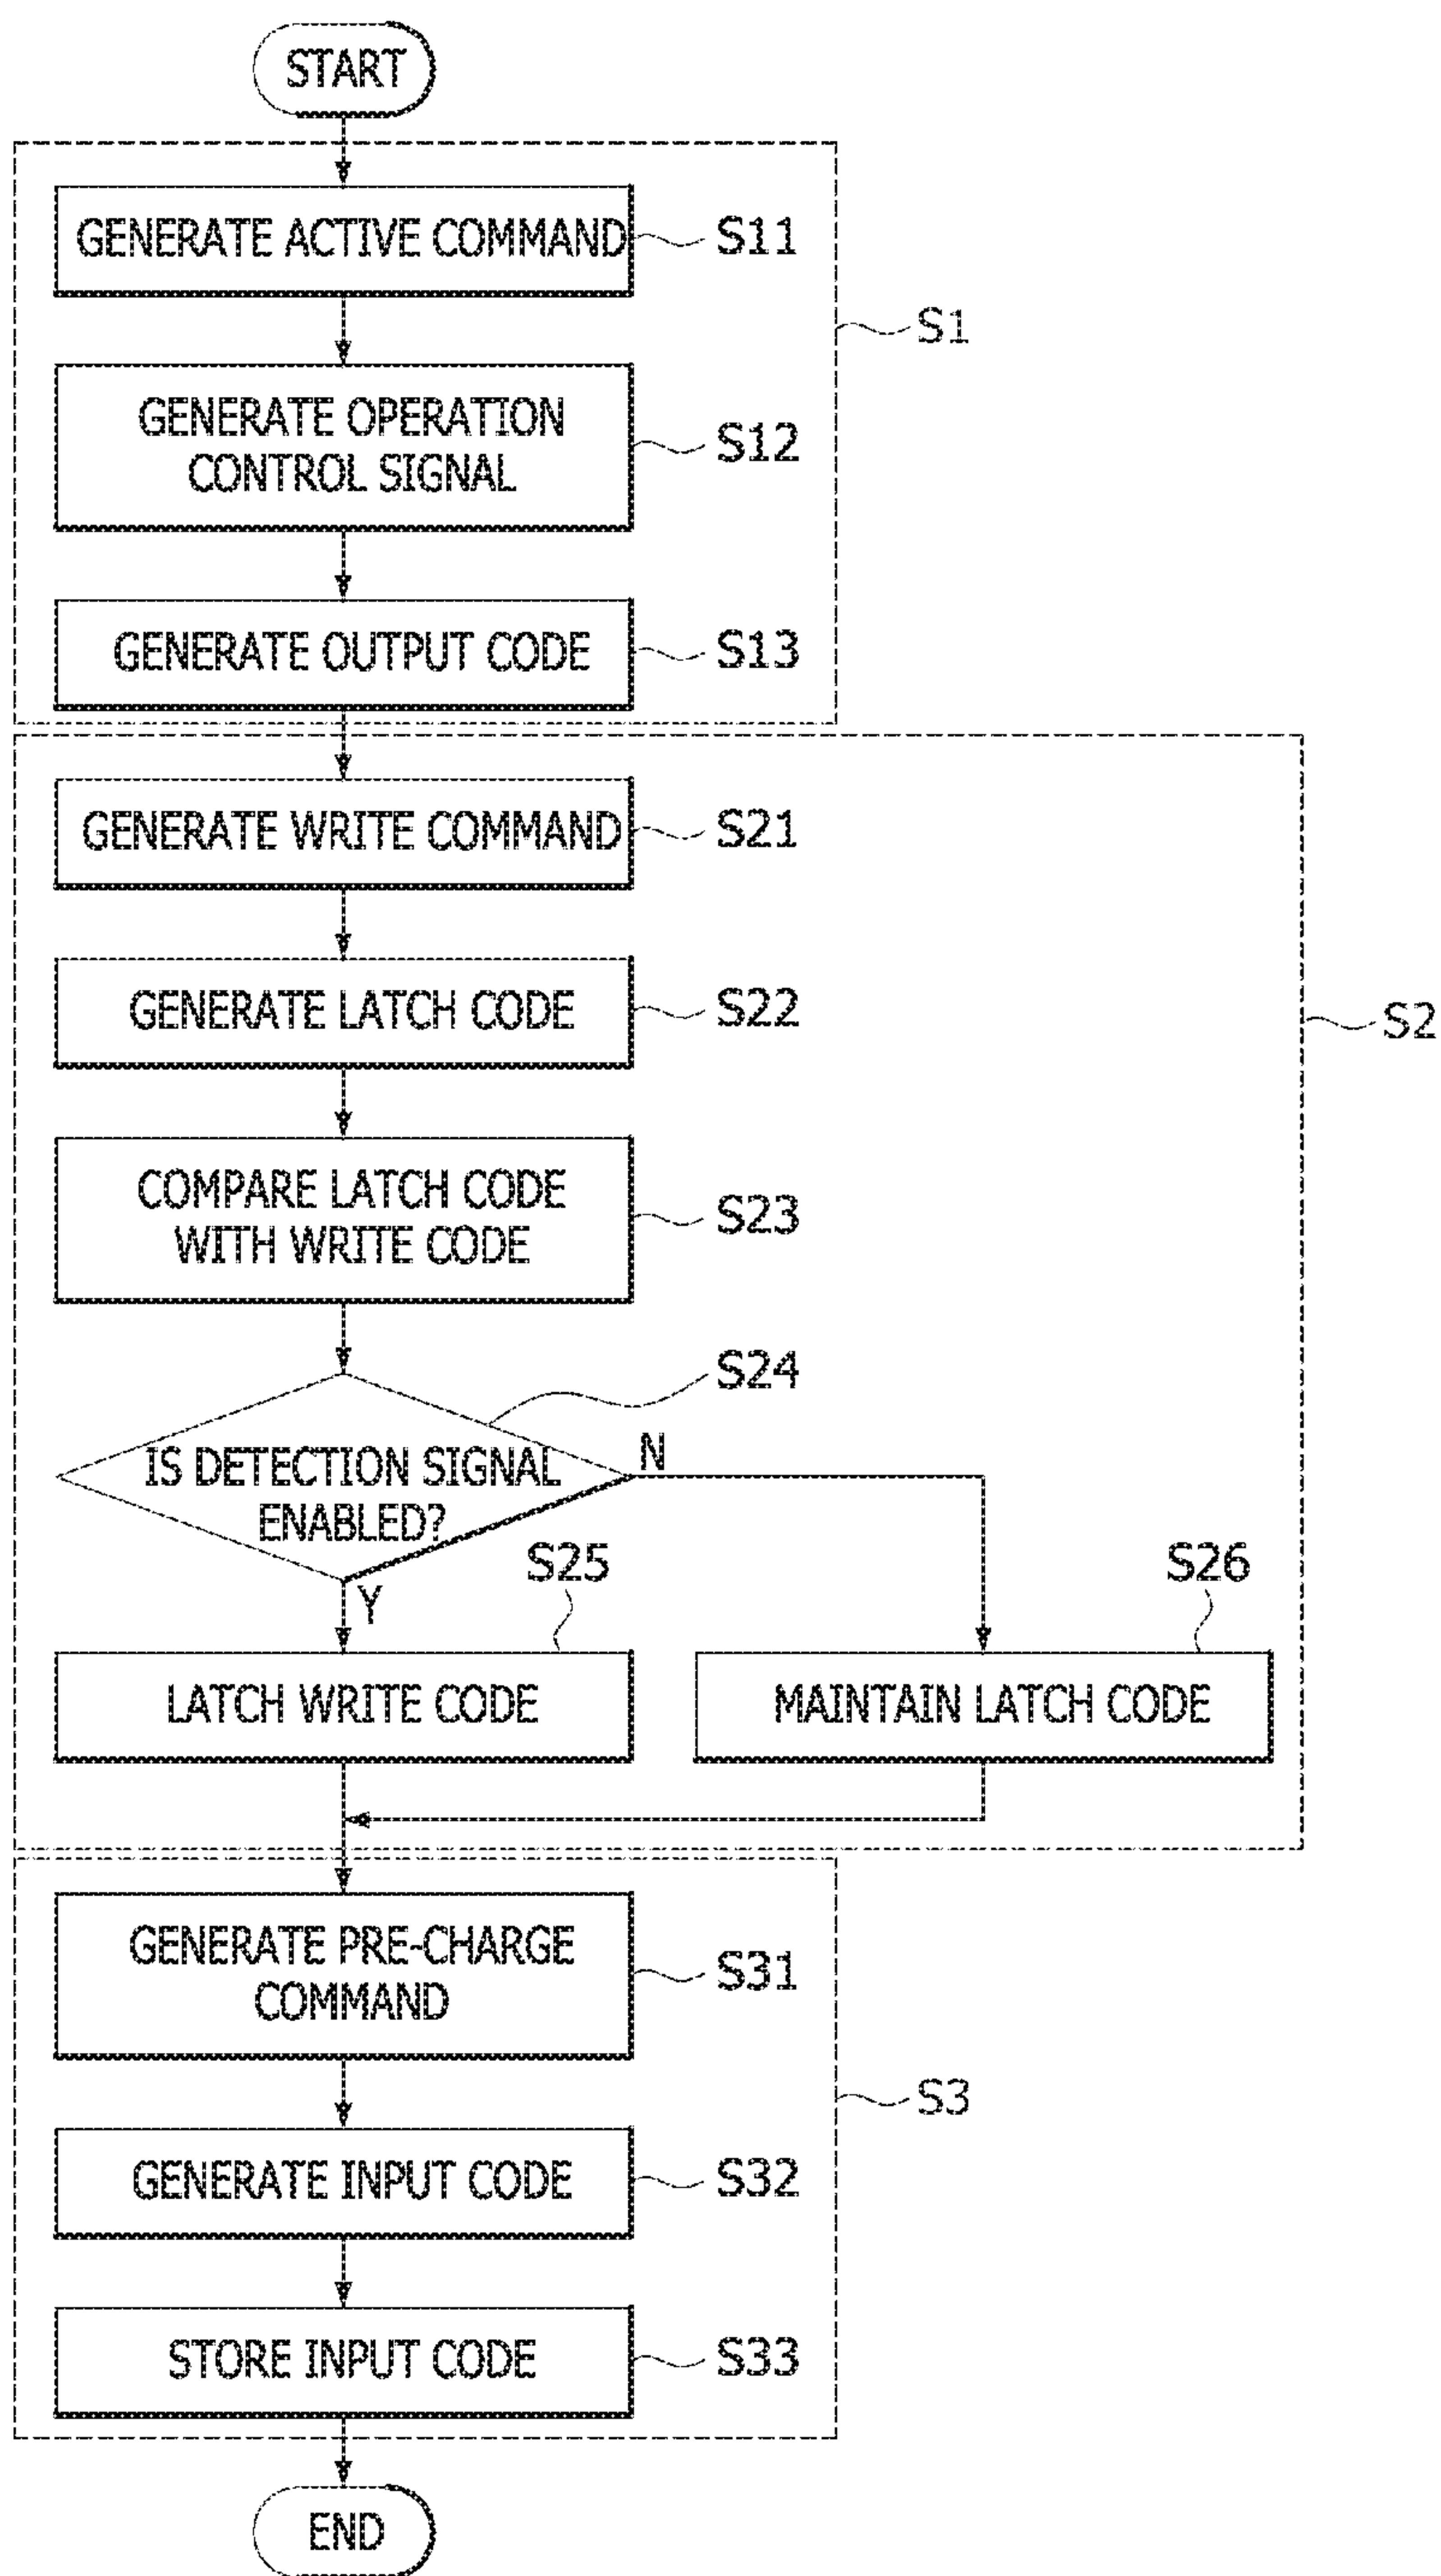 START
GENERATE ACTIVE COMMAND
S11
S1
GENERATE OPERATION
CONTROL SIGNAL
S12
GENERATE OUTPUT CODE
S13
GENERATE WRITE COMMAND
S21
GENERATE LATCH CODE
S22
S2
COMPARE LATCH CODE
WITH WRITE CODE
S23
S24
IS DETECTION SIGNAL
ENABLED?
N
Y
S25
S26
LATCH WRITE CODE
MAINTAIN LATCH CODE
GENERATE PRE-CHARGE
COMMAND
S31
S3
GENERATE INPUT CODE
S32
STORE INPUT CODE
S33
END